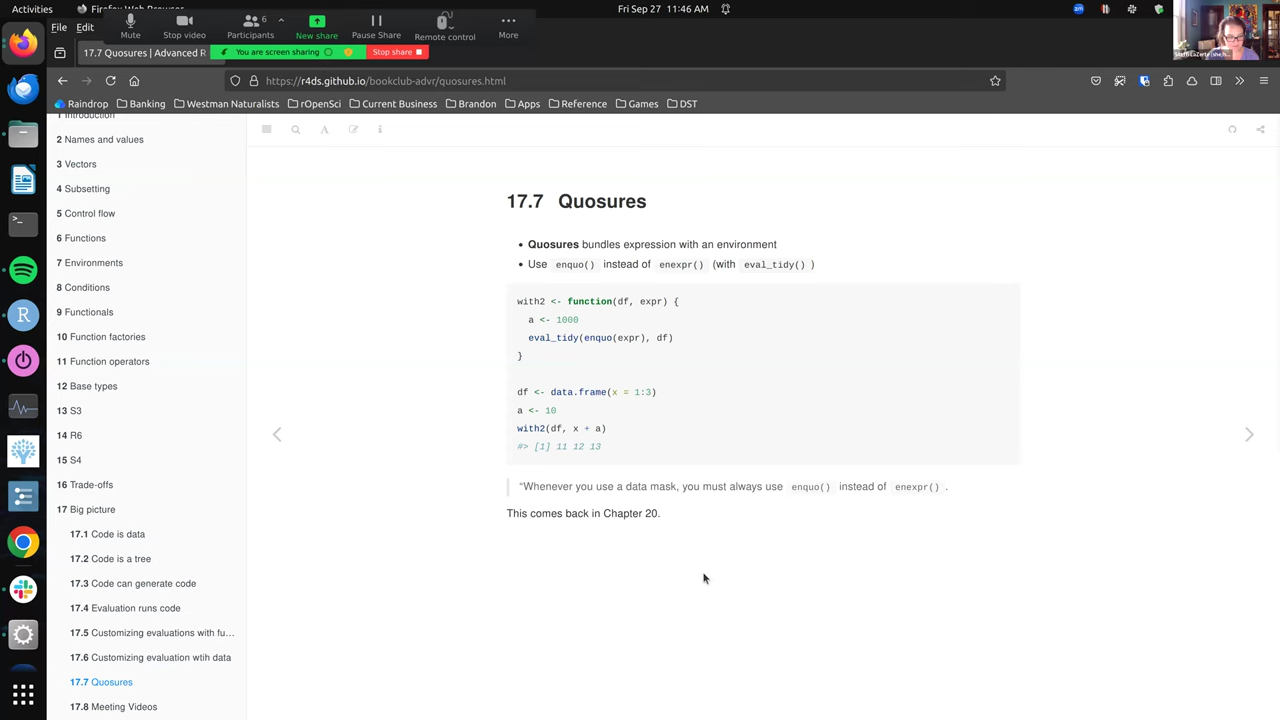 Activities
Firefox Web Browser
Fri Sep 27 11:46 AM
File
Edit
Mute
Stop video
6
Participants
New share
Pause Share
Remote control
More
17.7 Quosures | Advanced R
You are screen sharing
Stop share
https://r4ds.github.io/bookclub-advr/quosures.html
Raindrop
Banking
Westman Naturalists
rOpenSci
Current Business
Brandon
Apps
Reference
Games
DST
1 Introduction
2 Names and values
3 Vectors
4 Subsetting
5 Control flow
6 Functions
7 Environments
8 Conditions
9 Functionals
10 Function factories
11 Function operators
12 Base types
13 S3
14 R6
15 S4
16 Trade-offs
17 Big picture
17.1 Code is data
17.2 Code is a tree
17.3 Code can generate code
17.4 Evaluation runs code
17.5 Customizing evaluations with fu…
17.6 Customizing evaluation wtih data
17.7 Quosures
17.8 Meeting Videos
17.7 Quosures
• Quosures bundles expression with an environment
• Use enquo() instead of enexpr() (with eval_tidy() )
with2 <- function(df, expr) {
a <- 1000
eval_tidy(enquo(expr), df)
}
df <- data.frame(x = 1:3)
a <- 10
with2(df, x + a)
#> [1] 11 12 13
“Whenever you use a data mask, you must always use enquo() instead of enexpr() .
This comes back in Chapter 20.